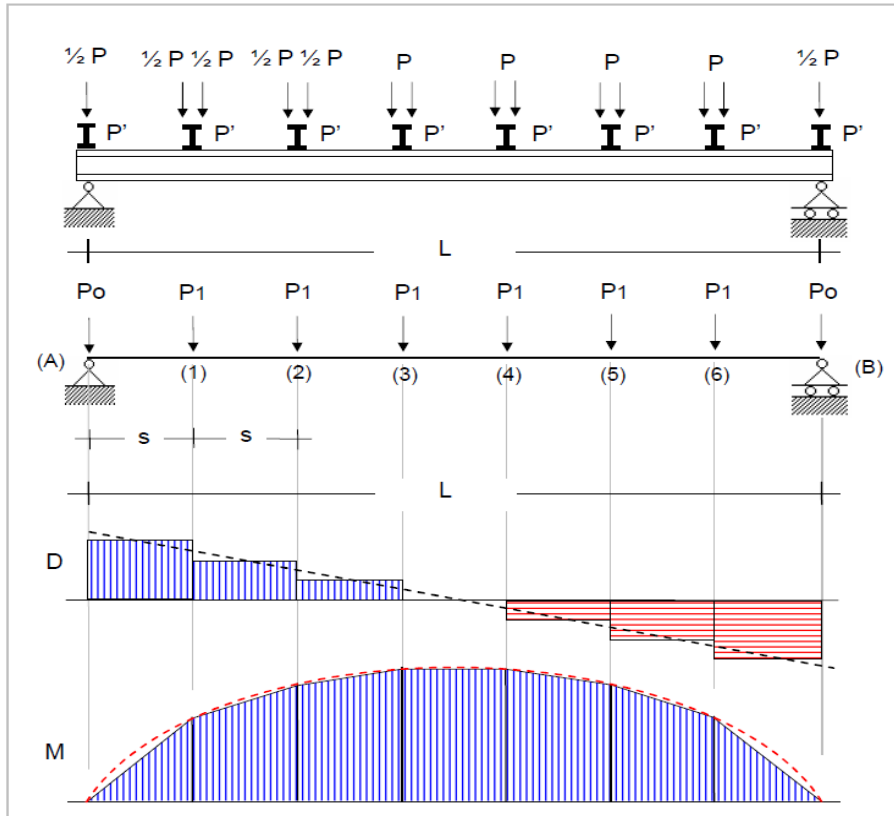 ½ P ½ P ½ P ½ P ½ P P P P P ½ P
P’ P’ P’ P’ P’ P’ P’ P’
L
Po P1 P1 P1 P1 P1 P1 Po
(A) (1) (2) (3) (4) (5) (6) (B)
s s
L
D
M